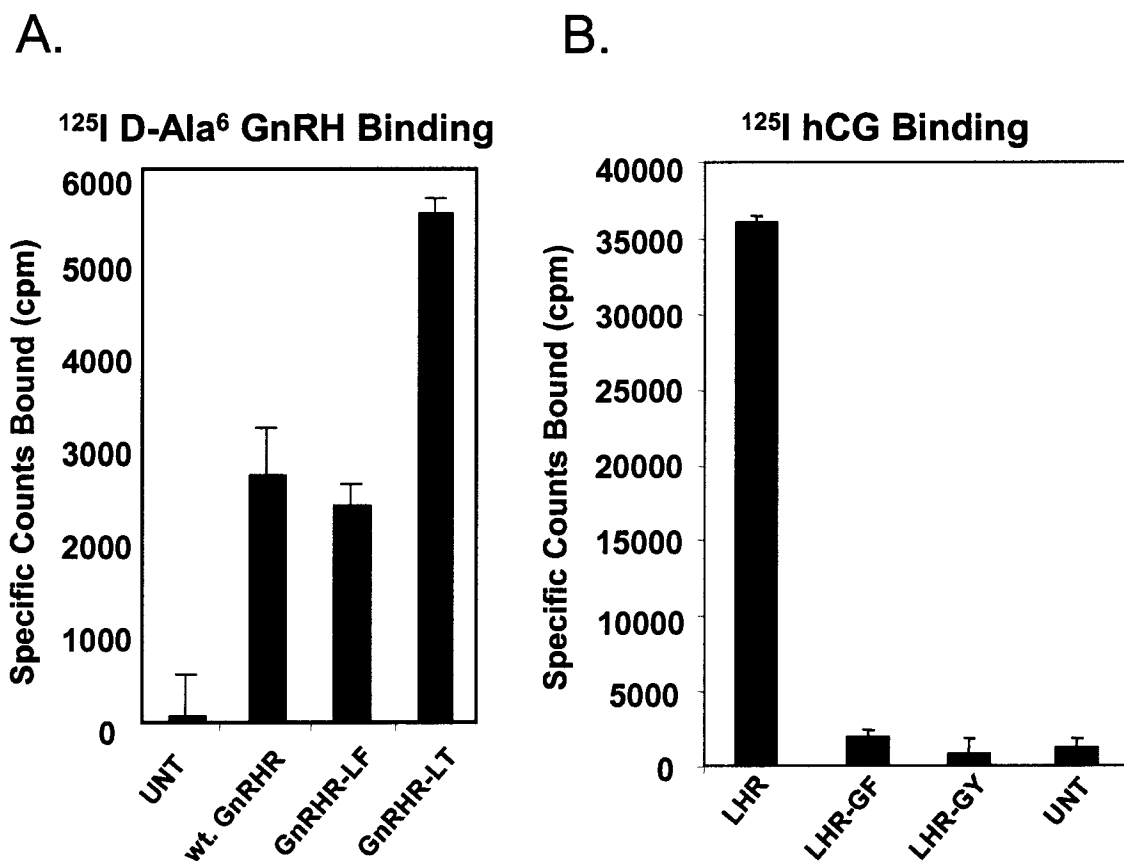 A.
¹²⁵I D-Ala⁶ GnRH Binding
Specific Counts Bound (cpm)
6000
5000
4000
3000
2000
1000
0
UNT
wt. GnRHR
GnRHR-LF
GnRHR-LT
B.
¹²⁵I hCG Binding
Specific Counts Bound (cpm)
40000
35000
30000
25000
20000
15000
10000
5000
0
LHR
LHR-GF
LHR-GY
UNT